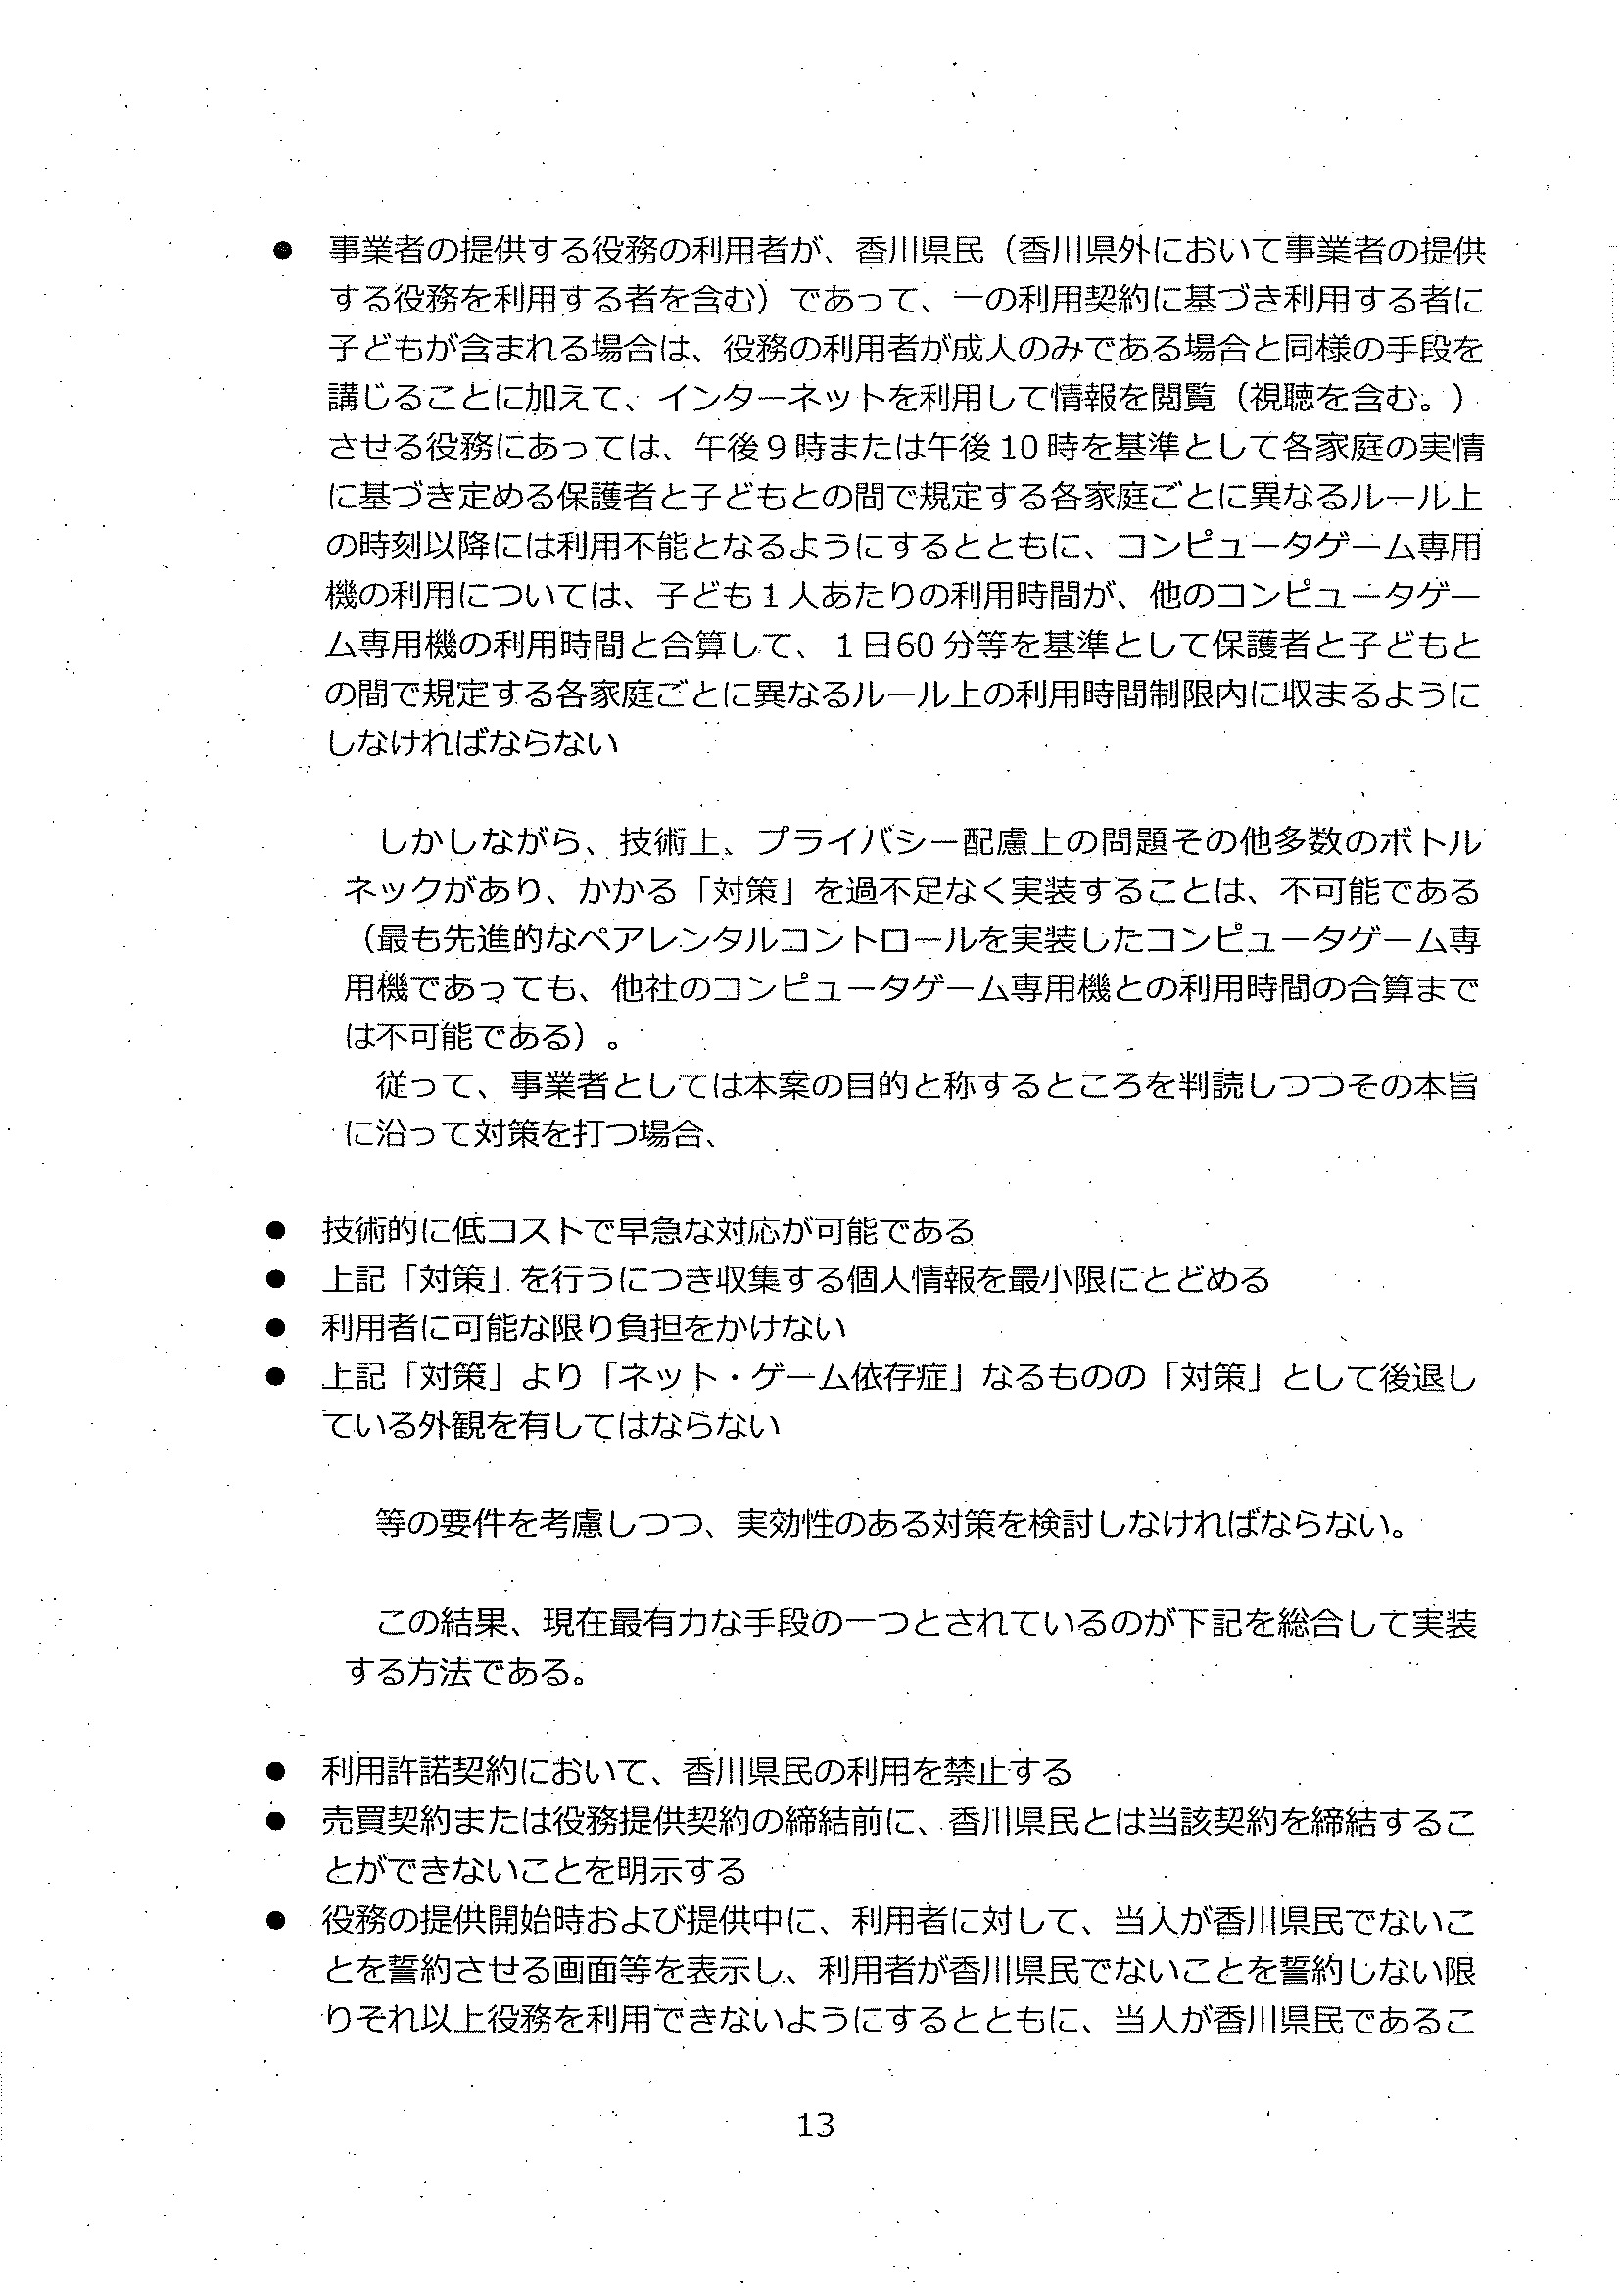 ● 事業者の提供する役務の利用者が、香川県民（香川県外において事業者の提供
する役務を利用する者を含む）であって、一の利用契約に基づき利用する者に
子どもが含まれる場合は、役務の利用者が成人のみである場合と同様の手段を
講じることに加えて、インターネットを利用して情報を閲覧（視聴を含む。）
させる役務にあっては、午後９時または午後 10 時を基準として各家庭の実情
に基づき定める保護者と子どもとの間で規定する各家庭ごとに異なるルール上
の時刻以降には利用不能となるようにするとともに、コンピュータゲーム専用
機の利用については、子ども１人あたりの利用時間が、他のコンピュータゲー
ム専用機の利用時間と合算して、１日60 分等を基準として保護者と子どもと
の間で規定する各家庭ごとに異なるルール上の利用時間制限内に収まるように
しなければならない
しかしながら、技術上、プライバシー配慮上の問題その他多数のボトル
ネックがあり、かかる「対策」を過不足なく実装することは、不可能である
（最も先進的なペアレンタルコントロールを実装したコンピュータゲーム専
用機であっても、他社のコンピュータゲーム専用機との利用時間の合算まで
は不可能である）。
従って、事業者としては本案の目的と称するところを判読しつつその本旨
に沿って対策を打つ場合、
● 技術的に低コストで早急な対応が可能である
● 上記「対策」を行うにつき収集する個人情報を最小限にとどめる
● 利用者に可能な限り負担をかけない
● 上記「対策」より「ネット・ゲーム依存症」なるものの「対策」として後退し
ている外観を有してはならない
等の要件を考慮しつつ、実効性のある対策を検討しなければならない。
この結果、現在最有力な手段の一つとされているのが下記を総合して実装
する方法である。
● 利用許諾契約において、香川県民の利用を禁止する
● 売買契約または役務提供契約の締結前に、香川県民とは当該契約を締結するこ
とができないことを明示する
● 役務の提供開始時および提供中に、利用者に対して、当人が香川県民でないこ
とを誓約させる画面等を表示し、利用者が香川県民でないことを誓約しない限
りそれ以上役務を利用できないようにするとともに、当人が香川県民であるこ
13